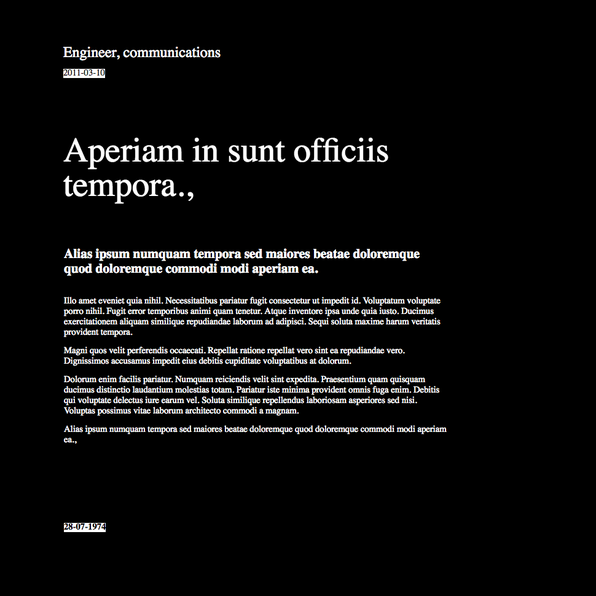 Engineer, communications
2011-03-10
Aperiam in sunt officiis
tempora.,
Alias ipsum numquam tempora sed maiores beatae doloremque
quod doloremque commodi modi aperiam ea.
Illo amet eveniet quia nihil. Necessitatibus pariatur fugit consectetur ut impedit id. Voluptatum voluptate
porro nihil. Fugit error temporibus animi quam tenetur. Atque inventore ipsa unde quia iusto. Ducimus
exercitationem aliquam similique repudiandae laborum ad adipisci. Sequi soluta maxime harum veritatis
provident tempora.
Magni quos velit perferendis occaecati. Repellat ratione repellat vero sint ea repudiandae vero.
Dignissimos accusamus impedit eius debitis cupiditate voluptatibus at dolorum.
Dolorum enim facilis pariatur. Numquam reiciendis velit sint expedita. Praesentium quam quisquam
ducimus distinctio laudantium molestias totam. Pariatur iste minima provident omnis fuga enim. Debitis
qui voluptate delectus iure earum vel. Soluta similique repellendus laboriosam asperiores sed nisi.
Voluptas possimus vitae laborum architecto commodi a magnam.
Alias ipsum numquam tempora sed maiores beatae doloremque quod doloremque commodi modi aperiam
ea.,
28-07-1974